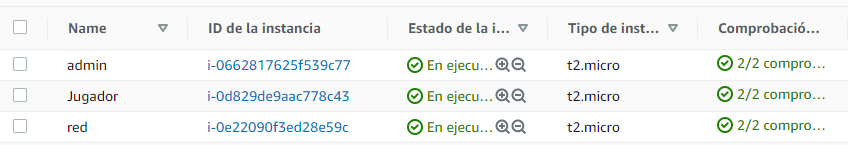 Name ID de la instancia Estado de la i... Tipo de inst... Comprobació...
admin i-0662817625f539c77 En ejecu... t2.micro 2/2 compro...
Jugador i-0d829de9aac778c43 En ejecu... t2.micro 2/2 compro...
red i-0e22090f3ed28e59c En ejecu... t2.micro 2/2 compro...